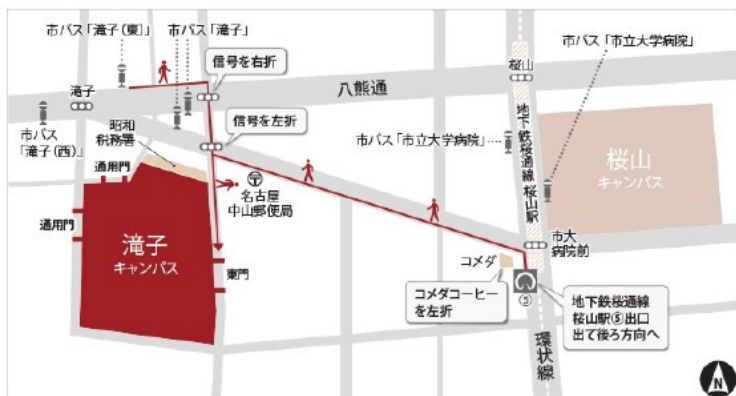 市バス「滝子(東)」
市バス「滝子」
信号を右折
滝子
八熊通
桜山
市バス「市立大学病院」
市バス
「滝子(西)」
昭和
税務署
信号を左折
地下鉄桜通線 桜山駅
市バス「市立大学病院」
桜山
キャンパス
通用門
通用門
名古屋
中山郵便局
滝子
キャンパス
東門
コメダ
市大
病院前
コメダコーヒー
を左折
⑤
地下鉄桜通線
桜山駅⑤出口
出て後ろ方向へ
環状線
N